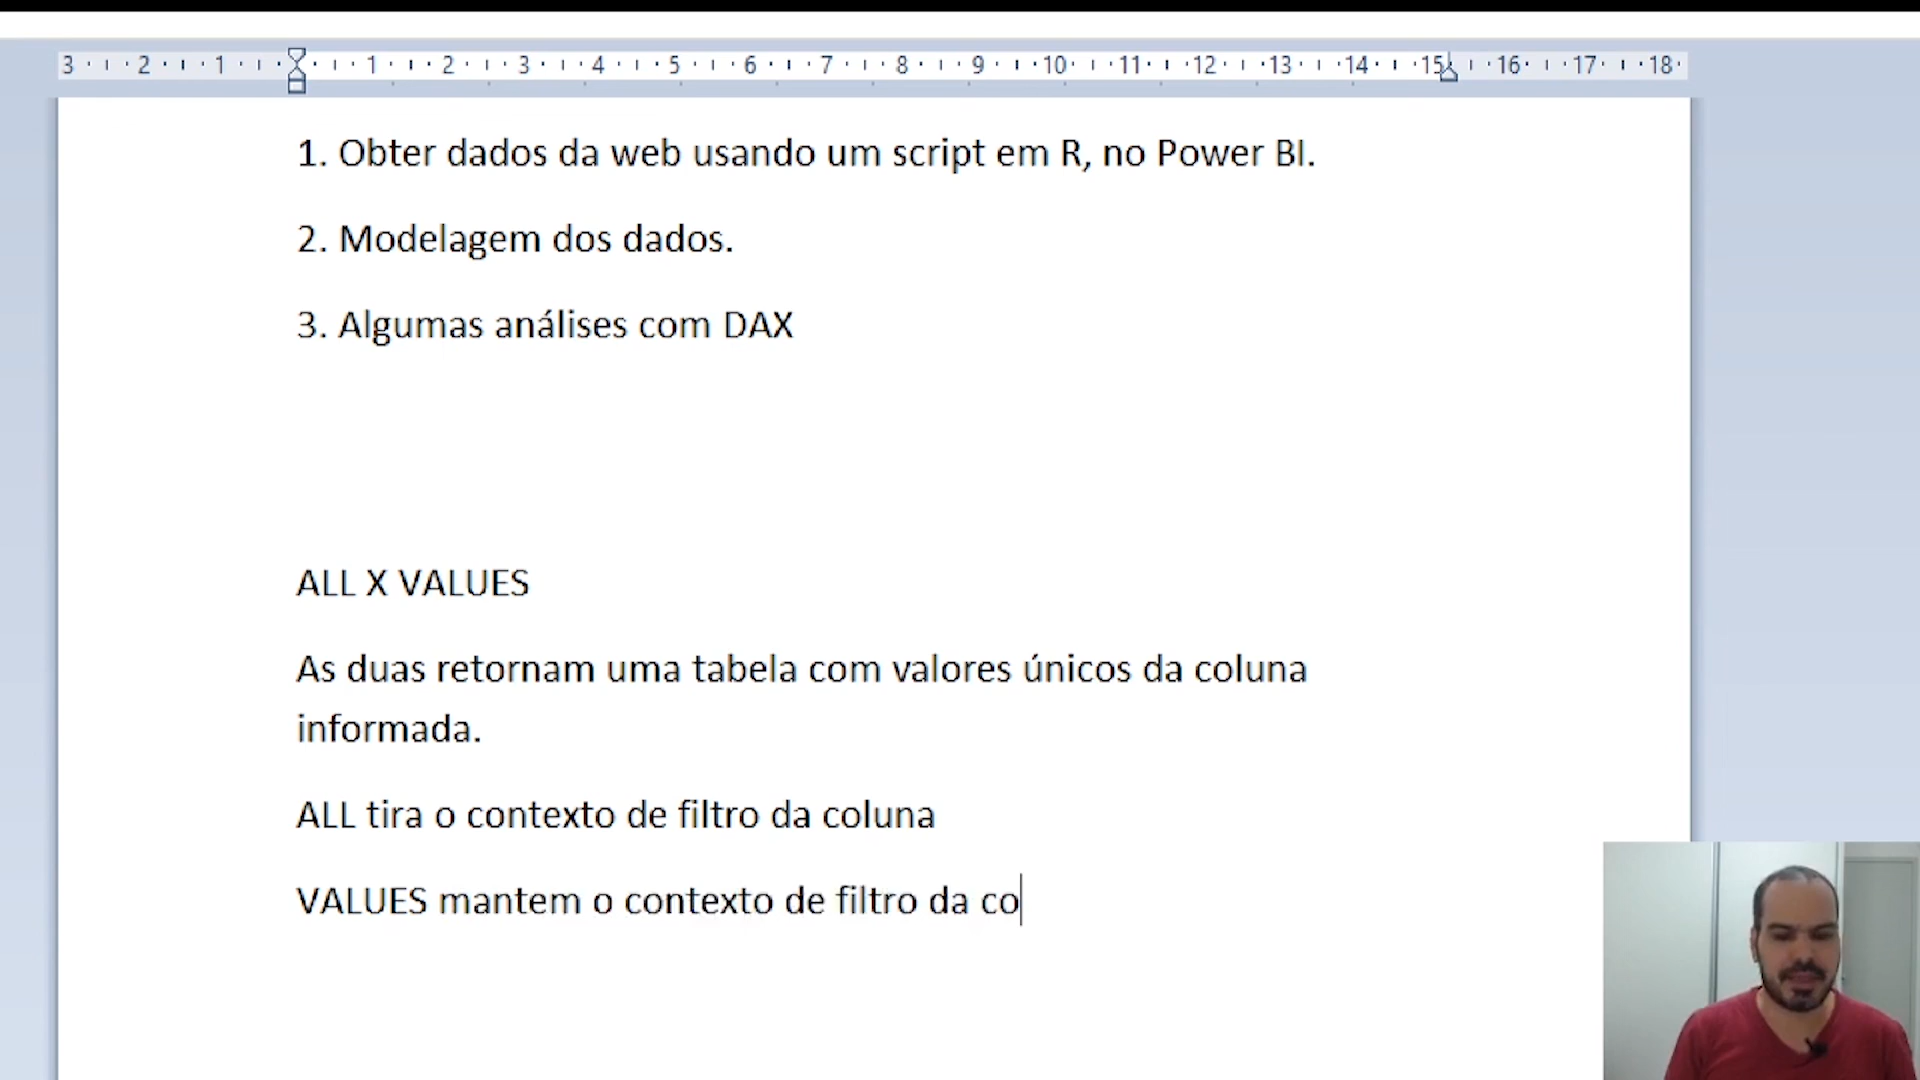 3 2 1 1 2 3 4 5 6 7 8 9 10 11 12 13 14 15 16 17 18
1. Obter dados da web usando um script em R, no Power BI.
2. Modelagem dos dados.
3. Algumas análises com DAX
ALL X VALUES
As duas retornam uma tabela com valores únicos da coluna
informada.
ALL tira o contexto de filtro da coluna
VALUES mantem o contexto de filtro da co